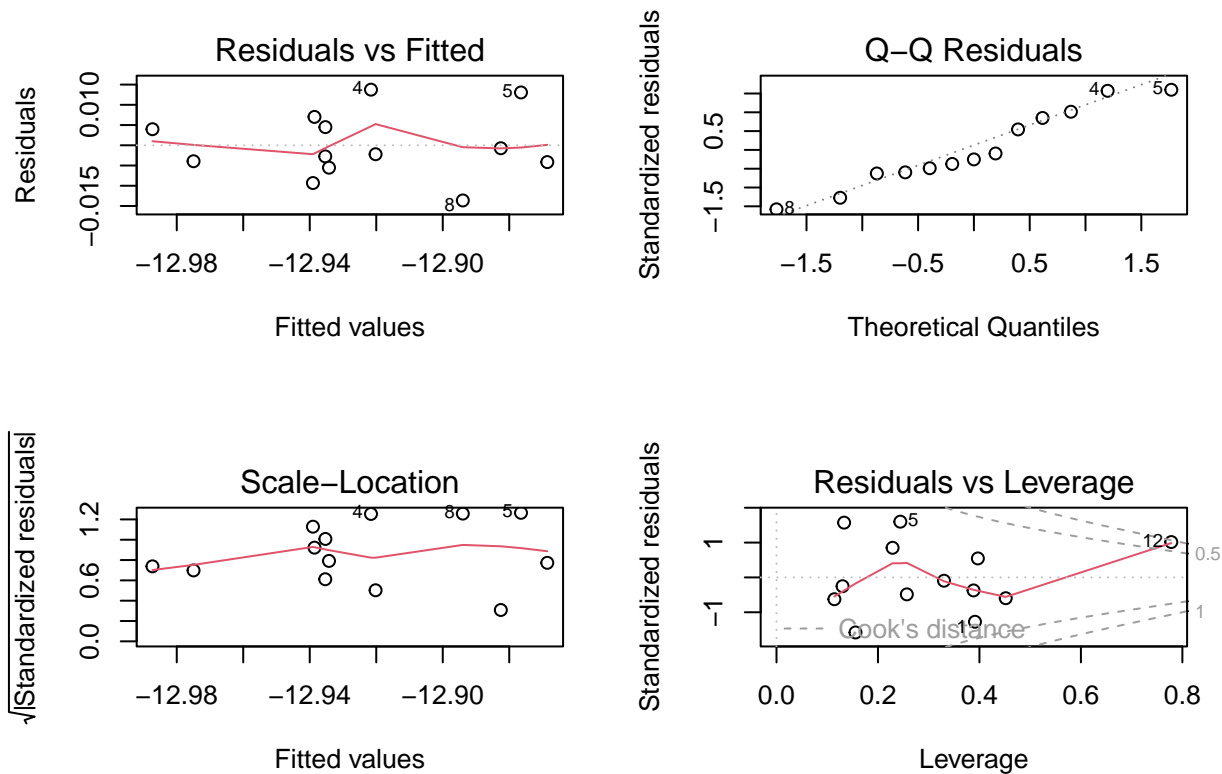 Residuals vs Fitted
Residuals
0.010
−0.015
4
5
8
−12.98 −12.94 −12.90
Fitted values
Q−Q Residuals
Standardized residuals
0.5
−1.5
4
5
8
−1.5 −0.5 0.5 1.5
Theoretical Quantiles
Scale−Location
√|Standardized residuals|
1.2
0.6
0.0
4
8
5
−12.98 −12.94 −12.90
Fitted values
Residuals vs Leverage
Standardized residuals
1
−1
5
12
1
0.5
1
Cook's distance
0.0 0.2 0.4 0.6 0.8
Leverage